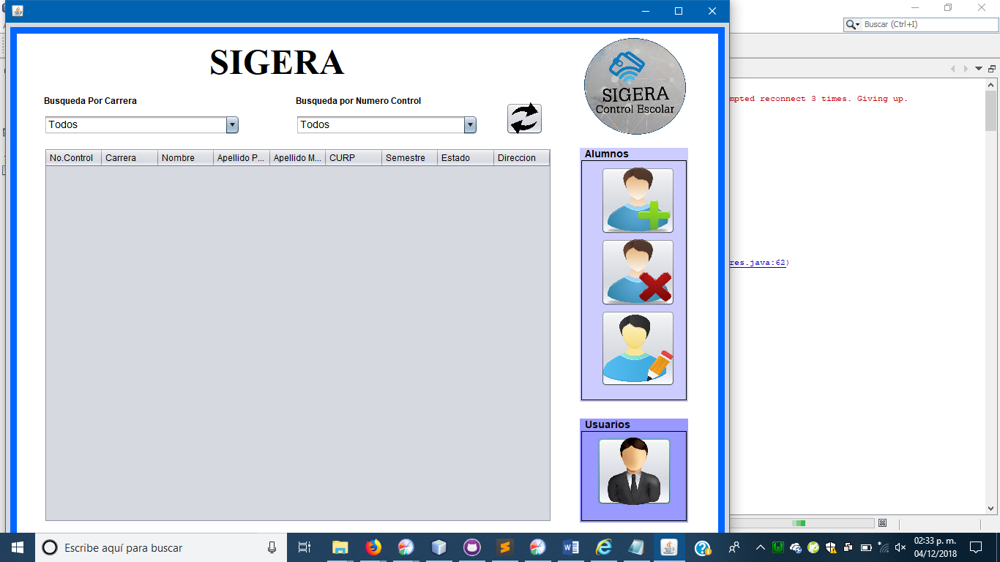 Buscar (Ctrl+I)
SIGERA
SIGERA
Control Escolar
mpted reconnect 3 times. Giving up.
Busqueda Por Carrera
Busqueda por Numero Control
Todos
Todos
No.Control Carrera Nombre Apellido P... Apellido M... CURP Semestre Estado Direccion
Alumnos
res.java:62)
Usuarios
Escribe aquí para buscar
02:33 p. m.
04/12/2018